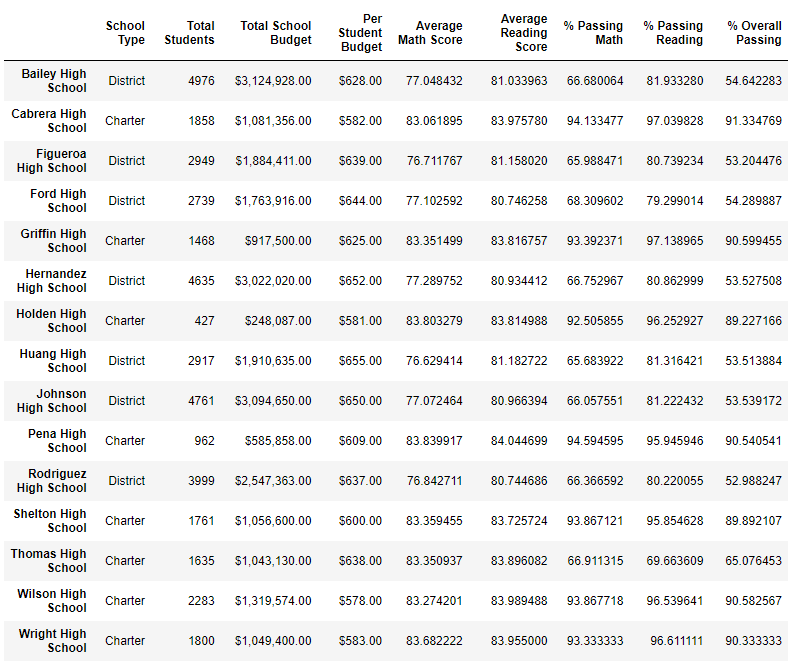 School Type Total Students Total School Budget Per Student Budget Average Math Score Average Reading Score % Passing Math % Passing Reading % Overall Passing
Bailey High School District 4976 $3,124,928.00 $628.00 77.048432 81.033963 66.680064 81.933280 54.642283
Cabrera High School Charter 1858 $1,081,356.00 $582.00 83.061895 83.975780 94.133477 97.039828 91.334769
Figueroa High School District 2949 $1,884,411.00 $639.00 76.711767 81.158020 65.988471 80.739234 53.204476
Ford High School District 2739 $1,763,916.00 $644.00 77.102592 80.746258 68.309602 79.299014 54.289887
Griffin High School Charter 1468 $917,500.00 $625.00 83.351499 83.816757 93.392371 97.138965 90.599455
Hernandez High School District 4635 $3,022,020.00 $652.00 77.289752 80.934412 66.752967 80.862999 53.527508
Holden High School Charter 427 $248,087.00 $581.00 83.803279 83.814988 92.505855 96.252927 89.227166
Huang High School District 2917 $1,910,635.00 $655.00 76.629414 81.182722 65.683922 81.316421 53.513884
Johnson High School District 4761 $3,094,650.00 $650.00 77.072464 80.966394 66.057551 81.222432 53.539172
Pena High School Charter 962 $585,858.00 $609.00 83.839917 84.044699 94.594595 95.945946 90.540541
Rodriguez High School District 3999 $2,547,363.00 $637.00 76.842711 80.744686 66.366592 80.220055 52.988247
Shelton High School Charter 1761 $1,056,600.00 $600.00 83.359455 83.725724 93.867121 95.854628 89.892107
Thomas High School Charter 1635 $1,043,130.00 $638.00 83.350937 83.896082 66.911315 69.663609 65.076453
Wilson High School Charter 2283 $1,319,574.00 $578.00 83.274201 83.989488 93.867718 96.539641 90.582567
Wright High School Charter 1800 $1,049,400.00 $583.00 83.682222 83.955000 93.333333 96.611111 90.333333